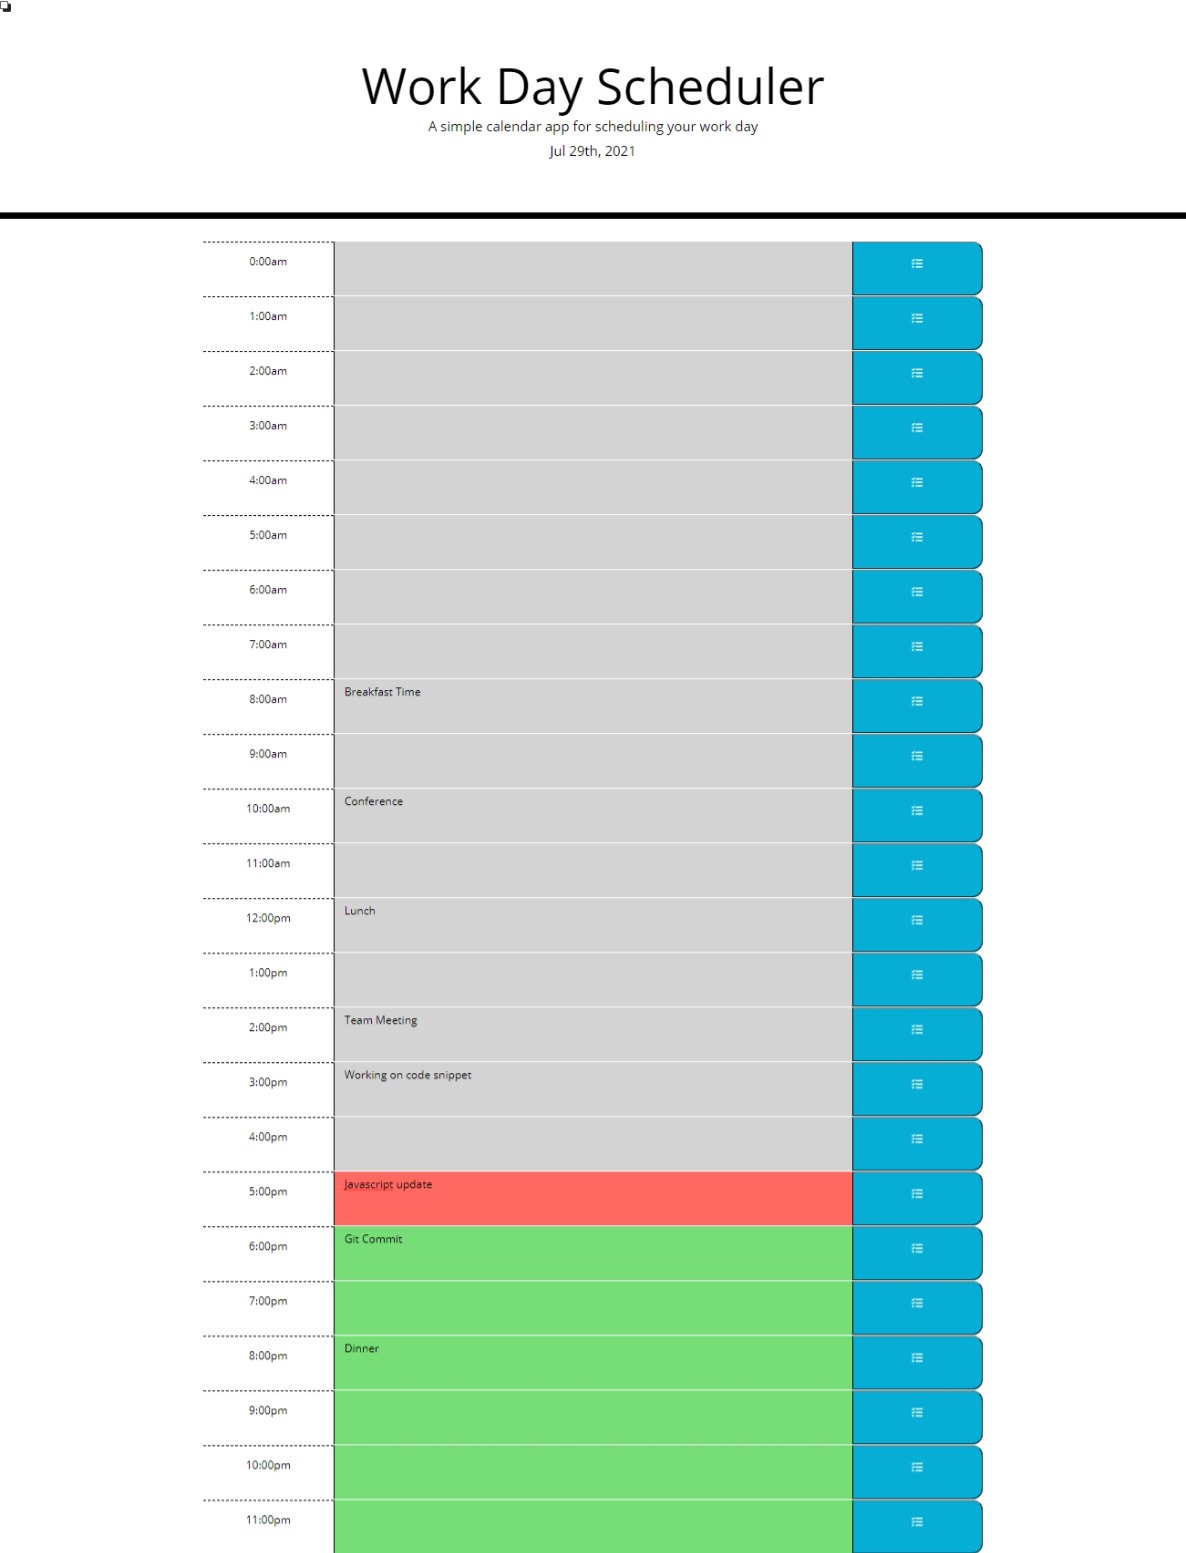 Work Day Scheduler
A simple calendar app for scheduling your work day
Jul 29th, 2021
0:00am
1:00am
2:00am
3:00am
4:00am
5:00am
6:00am
7:00am
8:00am Breakfast Time
9:00am
10:00am Conference
11:00am
12:00pm Lunch
1:00pm
2:00pm Team Meeting
3:00pm Working on code snippet
4:00pm
5:00pm Javascript update
6:00pm Git Commit
7:00pm
8:00pm Dinner
9:00pm
10:00pm
11:00pm